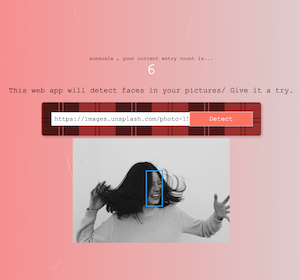 sunsuala , your current entry count is...
6
This web app will detect faces in your pictures/ Give it a try.
https://images.unsplash.com/photo-15
Detect